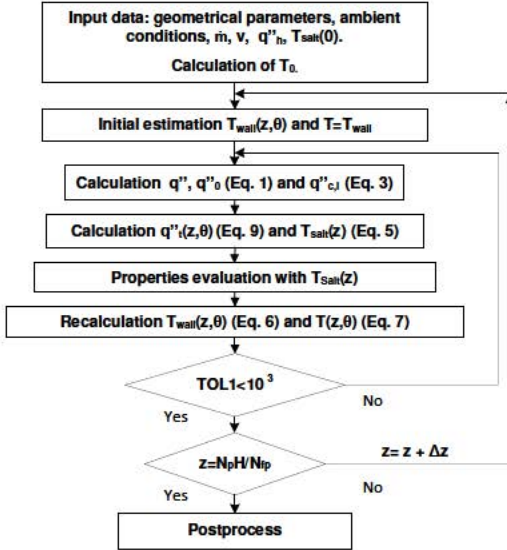 Input data: geometrical parameters, ambient
conditions, ṁ, v, q"h, Tsalt(0).
Calculation of T0.
Initial estimation Twall(z,θ) and T=Twall
Calculation q", q"0 (Eq. 1) and q"c,l (Eq. 3)
Calculation q"t(z,θ) (Eq. 9) and Tsalt(z) (Eq. 5)
Properties evaluation with TSalt(z)
Recalculation Twall(z,θ) (Eq. 6) and T(z,θ) (Eq. 7)
TOL1<10 3
No
Yes
z=NpH/Nfp
z= z + Δz
No
Yes
Postprocess